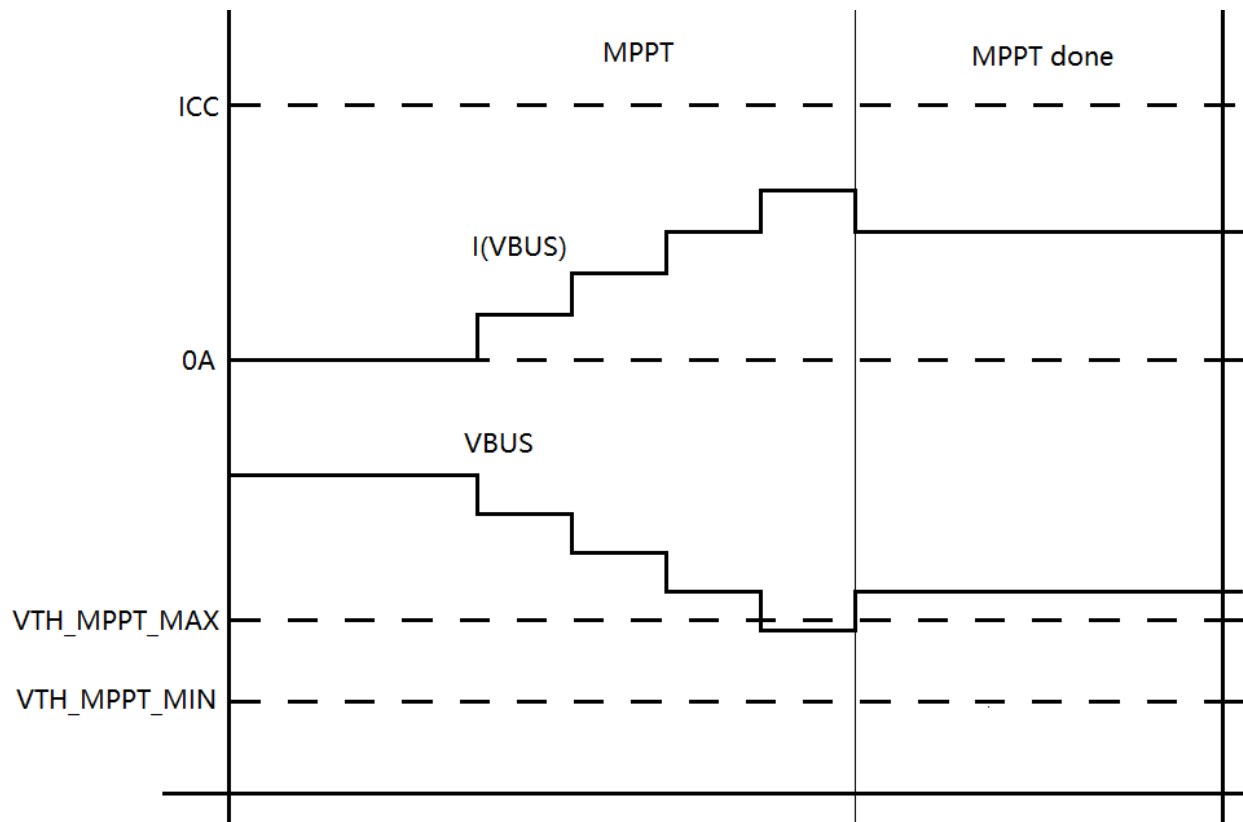 MPPT
MPPT done
ICC
I(VBUS)
0A
VBUS
VTH_MPPT_MAX
VTH_MPPT_MIN